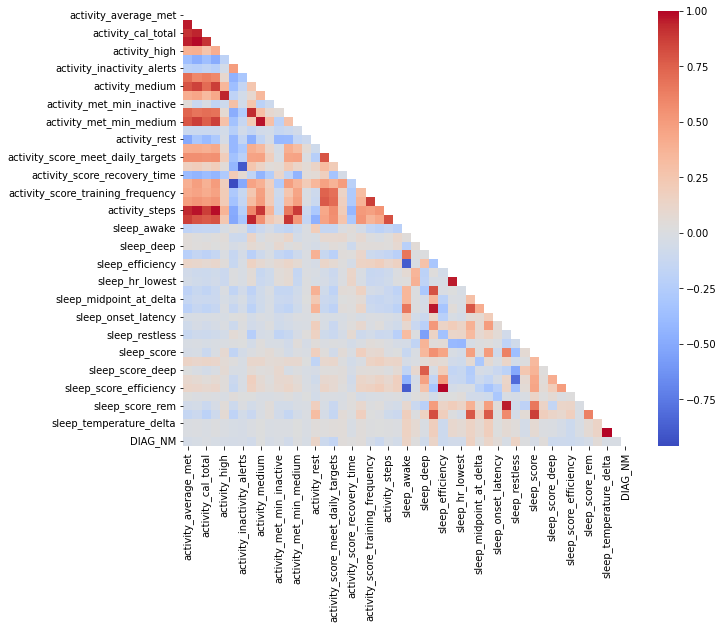 activity_average_met
activity_cal_total
activity_high
activity_inactivity_alerts
activity_medium
activity_met_min_inactive
activity_met_min_medium
activity_rest
activity_score_meet_daily_targets
activity_score_recovery_time
activity_score_training_frequency
activity_steps
sleep_awake
sleep_deep
sleep_efficiency
sleep_hr_lowest
sleep_midpoint_at_delta
sleep_onset_latency
sleep_restless
sleep_score
sleep_score_deep
sleep_score_efficiency
sleep_score_rem
sleep_temperature_delta
DIAG_NM
activity_average_met
activity_cal_total
activity_high
activity_inactivity_alerts
activity_medium
activity_met_min_inactive
activity_met_min_medium
activity_rest
activity_score_meet_daily_targets
activity_score_recovery_time
activity_score_training_frequency
activity_steps
sleep_awake
sleep_deep
sleep_efficiency
sleep_hr_lowest
sleep_midpoint_at_delta
sleep_onset_latency
sleep_restless
sleep_score
sleep_score_deep
sleep_score_efficiency
sleep_score_rem
sleep_temperature_delta
DIAG_NM
1.00
0.75
0.50
0.25
0.00
−0.25
−0.50
−0.75